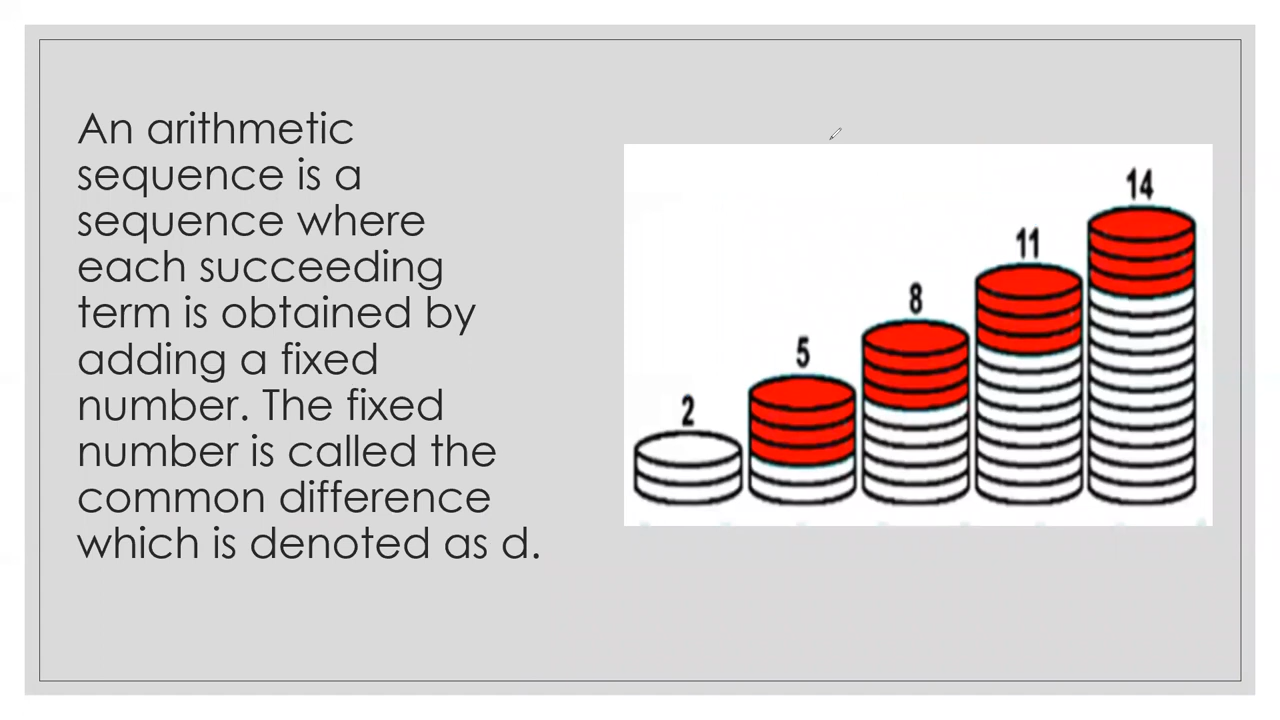 An arithmetic
sequence is a
sequence where
each succeeding
term is obtained by
adding a fixed
number. The fixed
number is called the
common difference
which is denoted as d.
2
5
8
11
14